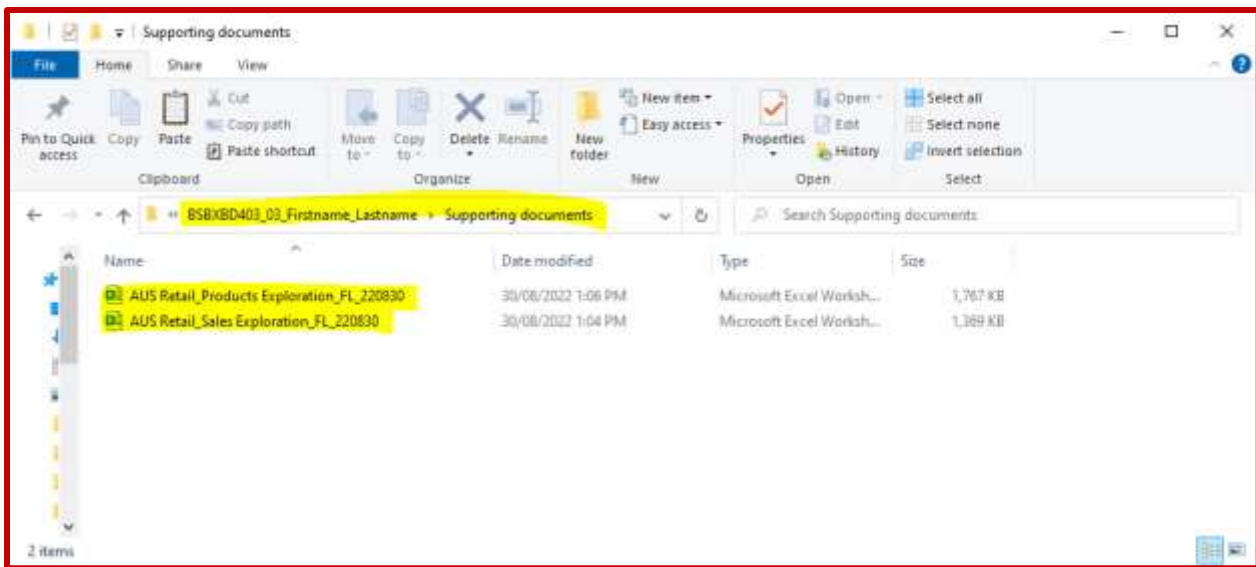 Supporting documents
File Home Share View
Pin to Quick access
Copy
Paste
Cut
Copy path
Paste shortcut
Clipboard
Move to
Copy to
Delete
Rename
Organize
New folder
New item
Easy access
New
Properties
Open
Edit
History
Open
Select all
Select none
Invert selection
Select
« BSBXBD403_03_Firstname_Lastname › Supporting documents
Search Supporting documents
Name Date modified Type Size
AUS Retail_Products Exploration_FL_220830 30/08/2022 1:06 PM Microsoft Excel Worksh... 1,767 KB
AUS Retail_Sales Exploration_FL_220830 30/08/2022 1:04 PM Microsoft Excel Worksh... 1,369 KB
2 items